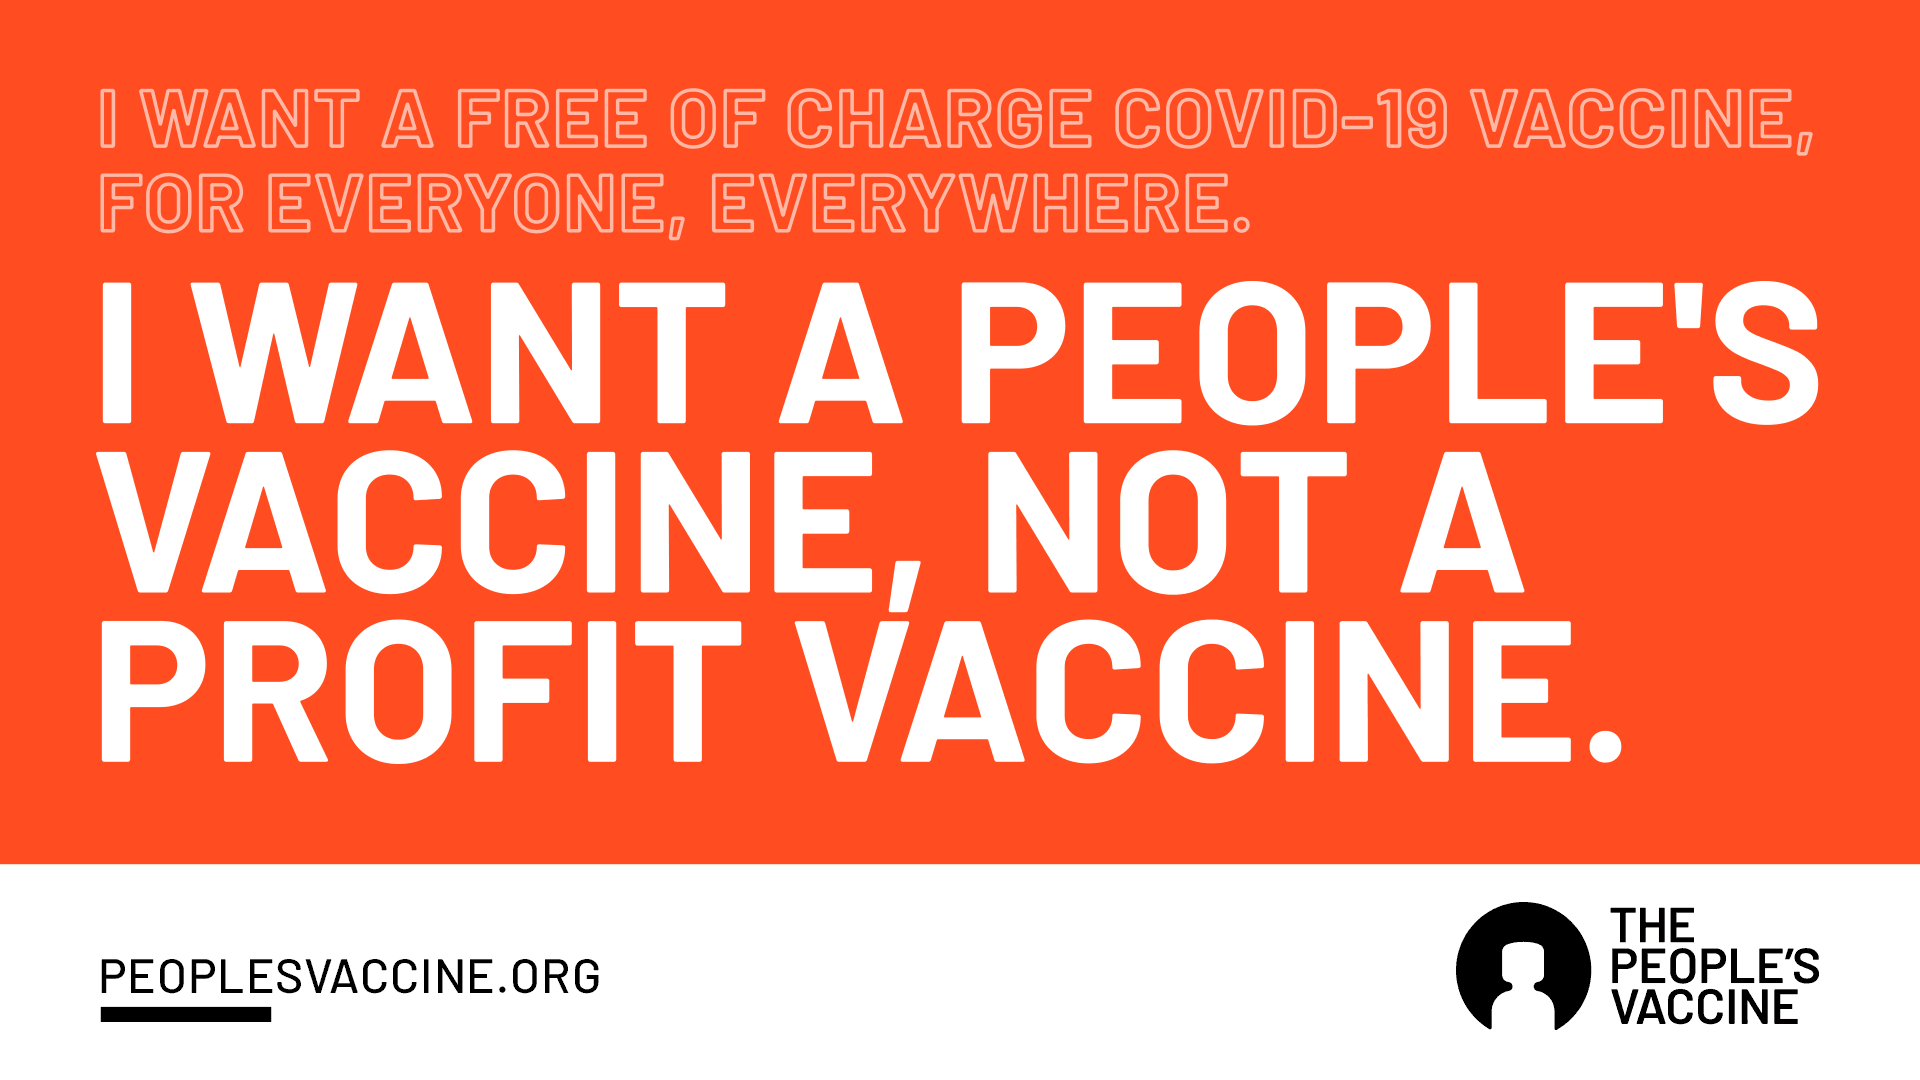 I WANT A FREE OF CHARGE COVID-19 VACCINE,
FOR EVERYONE, EVERYWHERE.
I WANT A PEOPLE'S
VACCINE, NOT A
PROFIT VACCINE.
PEOPLESVACCINE.ORG
THE
PEOPLE’S
VACCINE